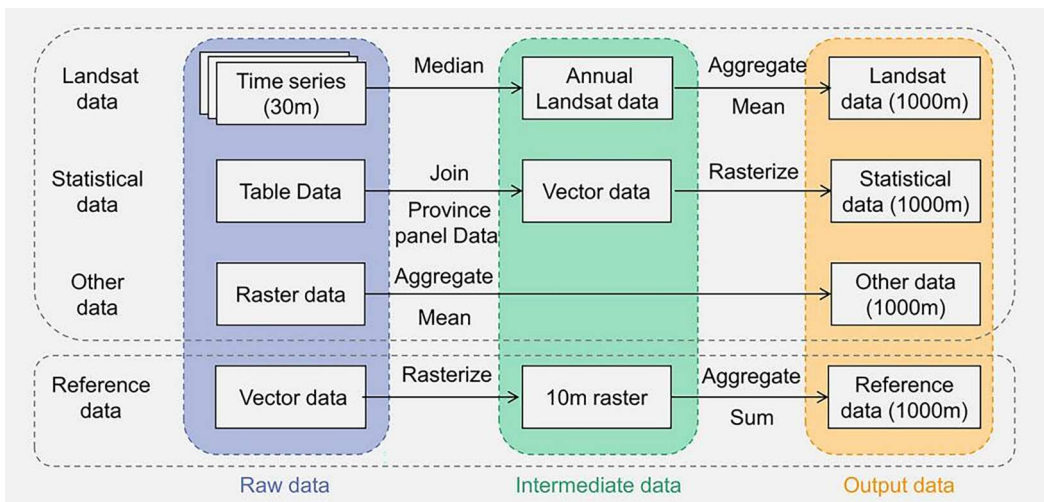 Landsat
data
Time series
(30m)
Median
Annual
Landsat data
Aggregate
Mean
Landsat
data (1000m)
Statistical
data
Table Data
Join
Province
panel Data
Vector data
Rasterize
Statistical
data (1000m)
Other
data
Raster data
Aggregate
Mean
Other data
(1000m)
Reference
data
Vector data
Rasterize
10m raster
Aggregate
Sum
Reference
data (1000m)
Raw data
Intermediate data
Output data